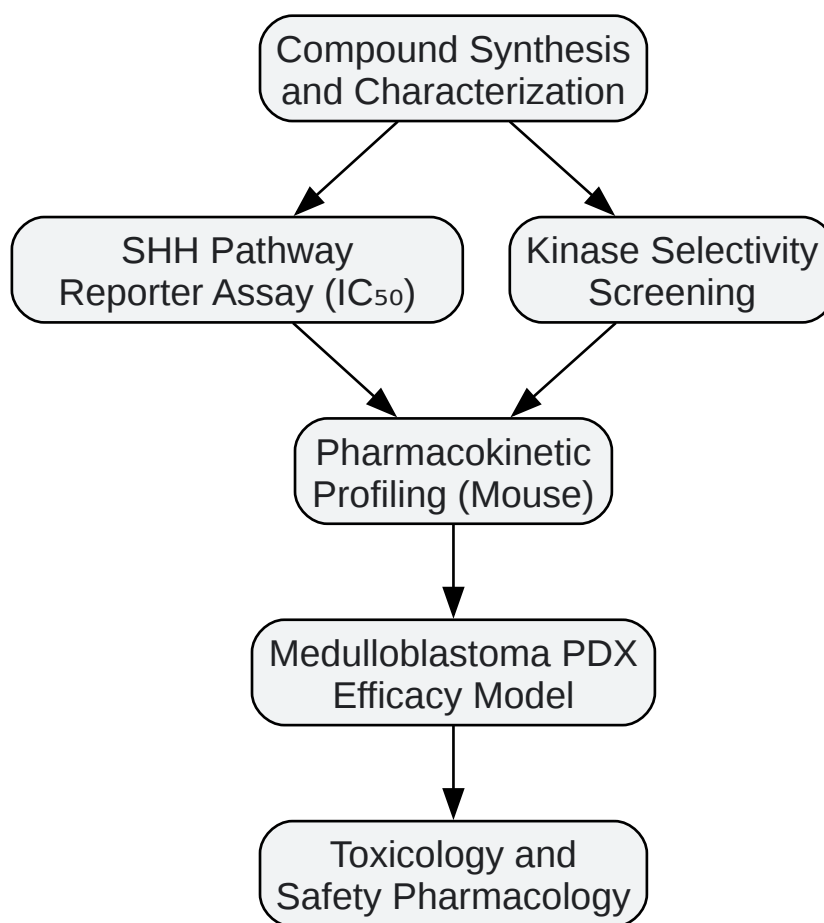 Compound Synthesis
and Characterization
SHH Pathway
Reporter Assay (IC₅₀)
Kinase Selectivity
Screening
Pharmacokinetic
Profiling (Mouse)
Medulloblastoma PDX
Efficacy Model
Toxicology and
Safety Pharmacology